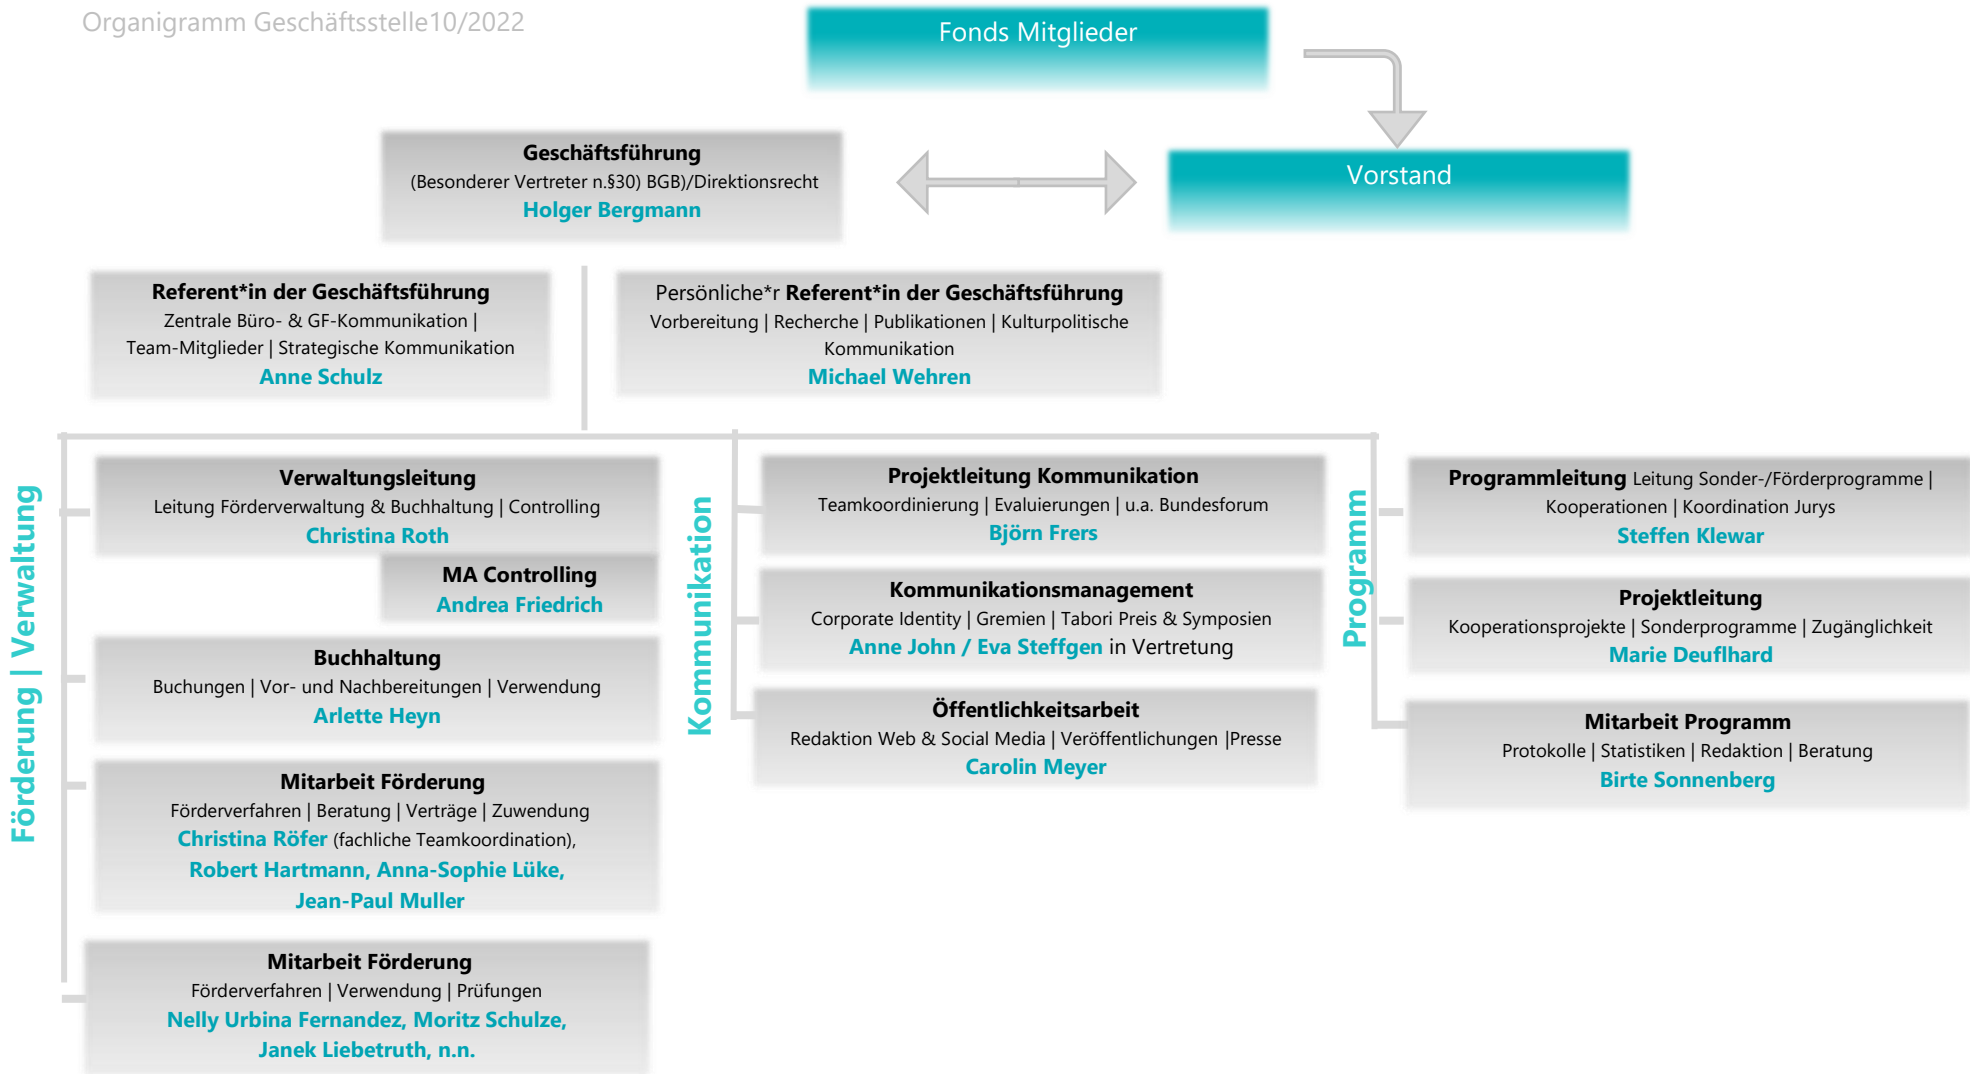 Organigramm Geschäftsstelle10/2022
Fonds Mitglieder
Geschäftsführung
(Besonderer Vertreter n.§30) BGB)/Direktionsrecht
Holger Bergmann
Vorstand
Referent*in der Geschäftsführung
Zentrale Büro- & GF-Kommunikation |
Team-Mitglieder | Strategische Kommunikation
Anne Schulz
Persönliche*r Referent*in der Geschäftsführung
Vorbereitung | Recherche | Publikationen | Kulturpolitische
Kommunikation
Michael Wehren
Förderung | Verwaltung
Verwaltungsleitung
Leitung Förderverwaltung & Buchhaltung | Controlling
Christina Roth
MA Controlling
Andrea Friedrich
Buchhaltung
Buchungen | Vor- und Nachbereitungen | Verwendung
Arlette Heyn
Mitarbeit Förderung
Förderverfahren | Beratung | Verträge | Zuwendung
Christina Röfer (fachliche Teamkoordination),
Robert Hartmann, Anna-Sophie Lüke,
Jean-Paul Muller
Mitarbeit Förderung
Förderverfahren | Verwendung | Prüfungen
Nelly Urbina Fernandez, Moritz Schulze,
Janek Liebetruth, n.n.
Kommunikation
Projektleitung Kommunikation
Teamkoordinierung | Evaluierungen | u.a. Bundesforum
Björn Frers
Kommunikationsmanagement
Corporate Identity | Gremien | Tabori Preis & Symposien
Anne John / Eva Steffgen in Vertretung
Öffentlichkeitsarbeit
Redaktion Web & Social Media | Veröffentlichungen |Presse
Carolin Meyer
Programm
Programmleitung Leitung Sonder-/Förderprogramme |
Kooperationen | Koordination Jurys
Steffen Klewar
Projektleitung
Kooperationsprojekte | Sonderprogramme | Zugänglichkeit
Marie Deuflhard
Mitarbeit Programm
Protokolle | Statistiken | Redaktion | Beratung
Birte Sonnenberg